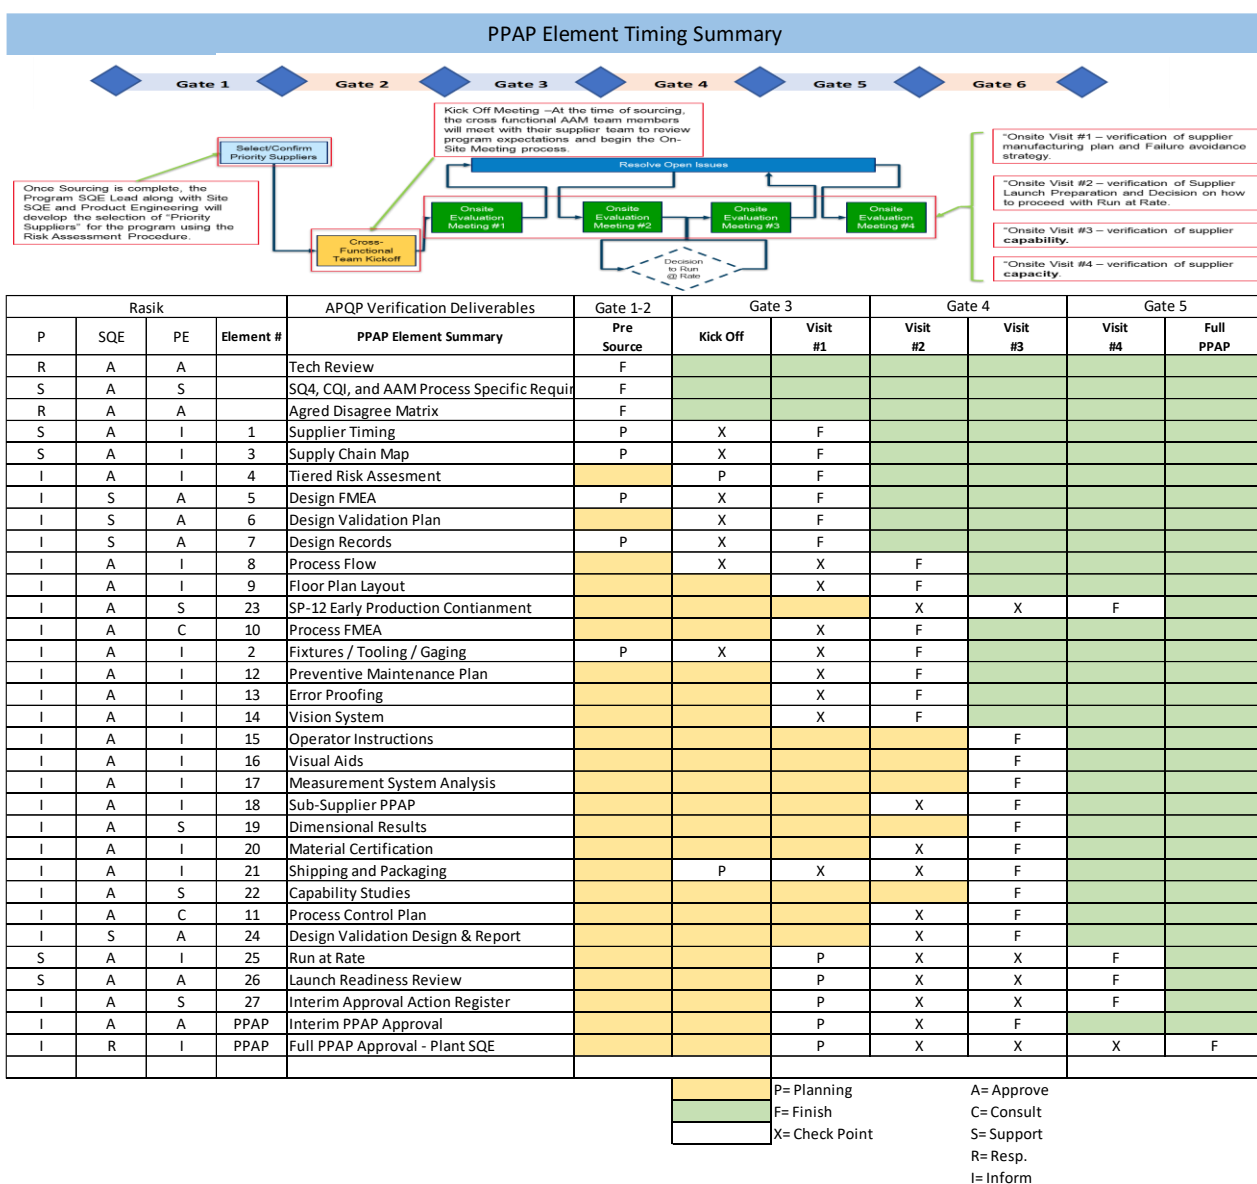 PPAP Element Timing Summary
Gate 1 Gate 2 Gate 3 Gate 4 Gate 5 Gate 6
Kick Off Meeting –At the time of sourcing,
the cross functional AAM team members
will meet with their supplier team to review
program expectations and begin the On-
Site Meeting process.
Select/Confirm
Priority Suppliers
Resolve Open Issues
"Onsite Visit #1 – verification of supplier
manufacturing plan and Failure avoidance
strategy.
Once Sourcing is complete, the
Program SQE Lead along with Site
SQE and Product Engineering will
develop the selection of "Priority
Suppliers" for the program using the
Risk Assessment Procedure.
"Onsite Visit #2 – verification of Supplier
Launch Preparation and Decision on how
to proceed with Run at Rate.
Onsite
Evaluation
Meeting #1
Onsite
Evaluation
Meeting #2
Onsite
Evaluation
Meeting #3
Onsite
Evaluation
Meeting #4
"Onsite Visit #3 – verification of supplier
capability.
Cross-
Functional
Team Kickoff
Decision
to Run
@ Rate
"Onsite Visit #4 – verification of supplier
capacity.
Rasik APQP Verification Deliverables Gate 1-2 Gate 3 Gate 4 Gate 5
P SQE PE Element # PPAP Element Summary Pre Source Kick Off Visit #1 Visit #2 Visit #3 Visit #4 Full PPAP
R A A Tech Review F
S A S SQ4, CQI, and AAM Process Specific Requir F
R A A Agred Disagree Matrix F
S A I 1 Supplier Timing P X F
S A I 3 Supply Chain Map P X F
I A I 4 Tiered Risk Assesment P F
I S A 5 Design FMEA P X F
I S A 6 Design Validation Plan X F
I S A 7 Design Records P X F
I A I 8 Process Flow X X F
I A I 9 Floor Plan Layout X F
I A S 23 SP-12 Early Production Contianment X X F
I A C 10 Process FMEA X F
I A I 2 Fixtures / Tooling / Gaging P X X F
I A I 12 Preventive Maintenance Plan X F
I A I 13 Error Proofing X F
I A I 14 Vision System X F
I A I 15 Operator Instructions F
I A I 16 Visual Aids F
I A I 17 Measurement System Analysis F
I A I 18 Sub-Supplier PPAP X F
I A S 19 Dimensional Results F
I A I 20 Material Certification X F
I A I 21 Shipping and Packaging P X X F
I A S 22 Capability Studies F
I A C 11 Process Control Plan X F
I S A 24 Design Validation Design & Report X F
S A I 25 Run at Rate P X X F
S A A 26 Launch Readiness Review P X X F
I A S 27 Interim Approval Action Register P X X F
I A A PPAP Interim PPAP Approval P X F
I R I PPAP Full PPAP Approval - Plant SQE P X X X F
P= Planning A= Approve
F= Finish C= Consult
X= Check Point S= Support
R= Resp.
I= Inform